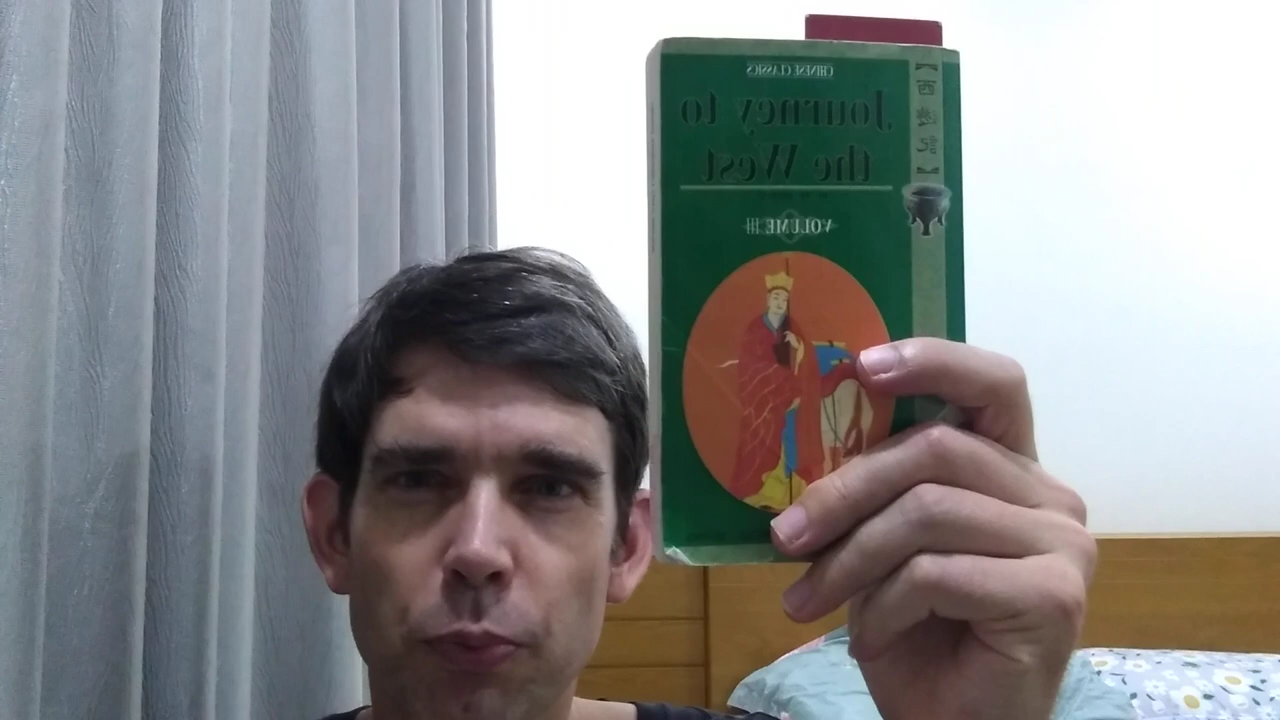 CHINESE CLASSICS
Journey to
the West
VOLUME III
【西遊記】